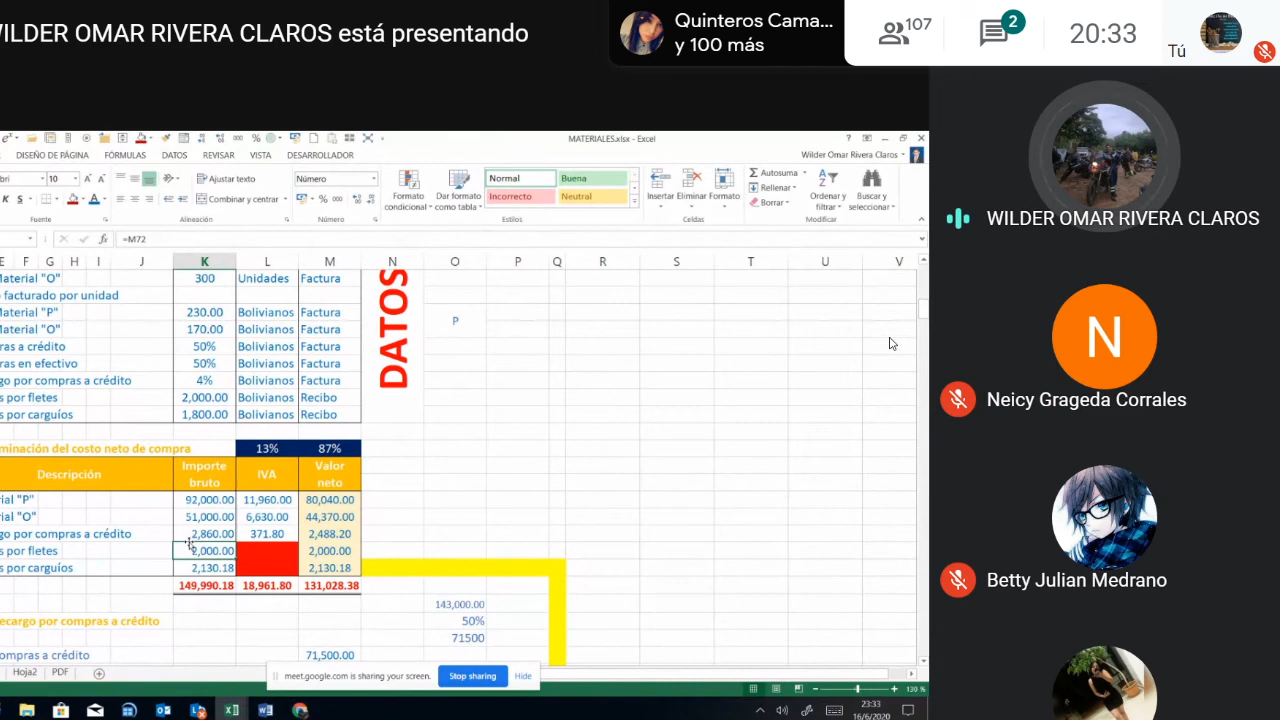 WILDER OMAR RIVERA CLAROS está presentando
Quinteros Cama...
y 100 más
107
2
20:33
Tú
MATERIALES.xlsx - Excel
Wilder Omar Rivera Claros
DISEÑO DE PÁGINA FÓRMULAS DATOS REVISAR VISTA DESARROLLADOR
10 Ajustar texto Número
Combinar y centrar
Formato condicional
Dar formato como tabla
Normal Buena
Incorrecto Neutral
Insertar Eliminar Formato
Autosuma
Rellenar
Borrar
Ordenar y filtrar
Buscar y seleccionar
Fuente Alineación Número Estilos Celdas Modificar
=M72
E F G H I J K L M N O P Q R S T U V
Material "O" 300 Unidades Factura
facturado por unidad
Material "P" 230.00 Bolivianos Factura
Material "O" 170.00 Bolivianos Factura
ras a crédito 50% Bolivianos Factura
ras en efectivo 50% Bolivianos Factura
go por compras a crédito 4% Bolivianos Factura
s por fletes 2,000.00 Bolivianos Recibo
s por carguíos 1,800.00 Bolivianos Recibo
DATOS
P
minación del costo neto de compra 13% 87%
Descripción Importe bruto IVA Valor neto
ial "P" 92,000.00 11,960.00 80,040.00
ial "O" 51,000.00 6,630.00 44,370.00
go por compras a crédito 2,860.00 371.80 2,488.20
s por fletes 2,000.00 2,000.00
s por carguíos 2,130.18 2,130.18
149,990.18 18,961.80 131,028.38
143,000.00
ecargo por compras a crédito 50%
71500
ompras a crédito 71,500.00
Hoja2 PDF
meet.google.com is sharing your screen. Stop sharing Hide
130 %
23:33
16/6/2020
WILDER OMAR RIVERA CLAROS
N
Neicy Grageda Corrales
Betty Julian Medrano